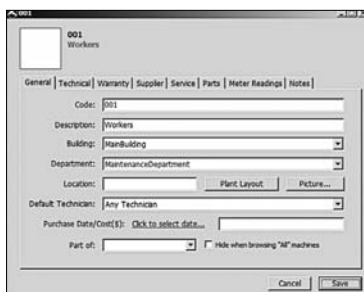 001
001
Workers
General Technical Warranty Supplier Service Parts Meter Readings Notes
Code: 001
Description: Workers
Building: MainBuilding
Department: MaintenanceDepartment
Location: Plant Layout Picture...
Default Technician: Any Technician
Purchase Date/Cost($): Click to select date...
Part of: Hide when browsing "All" machines
Cancel Save